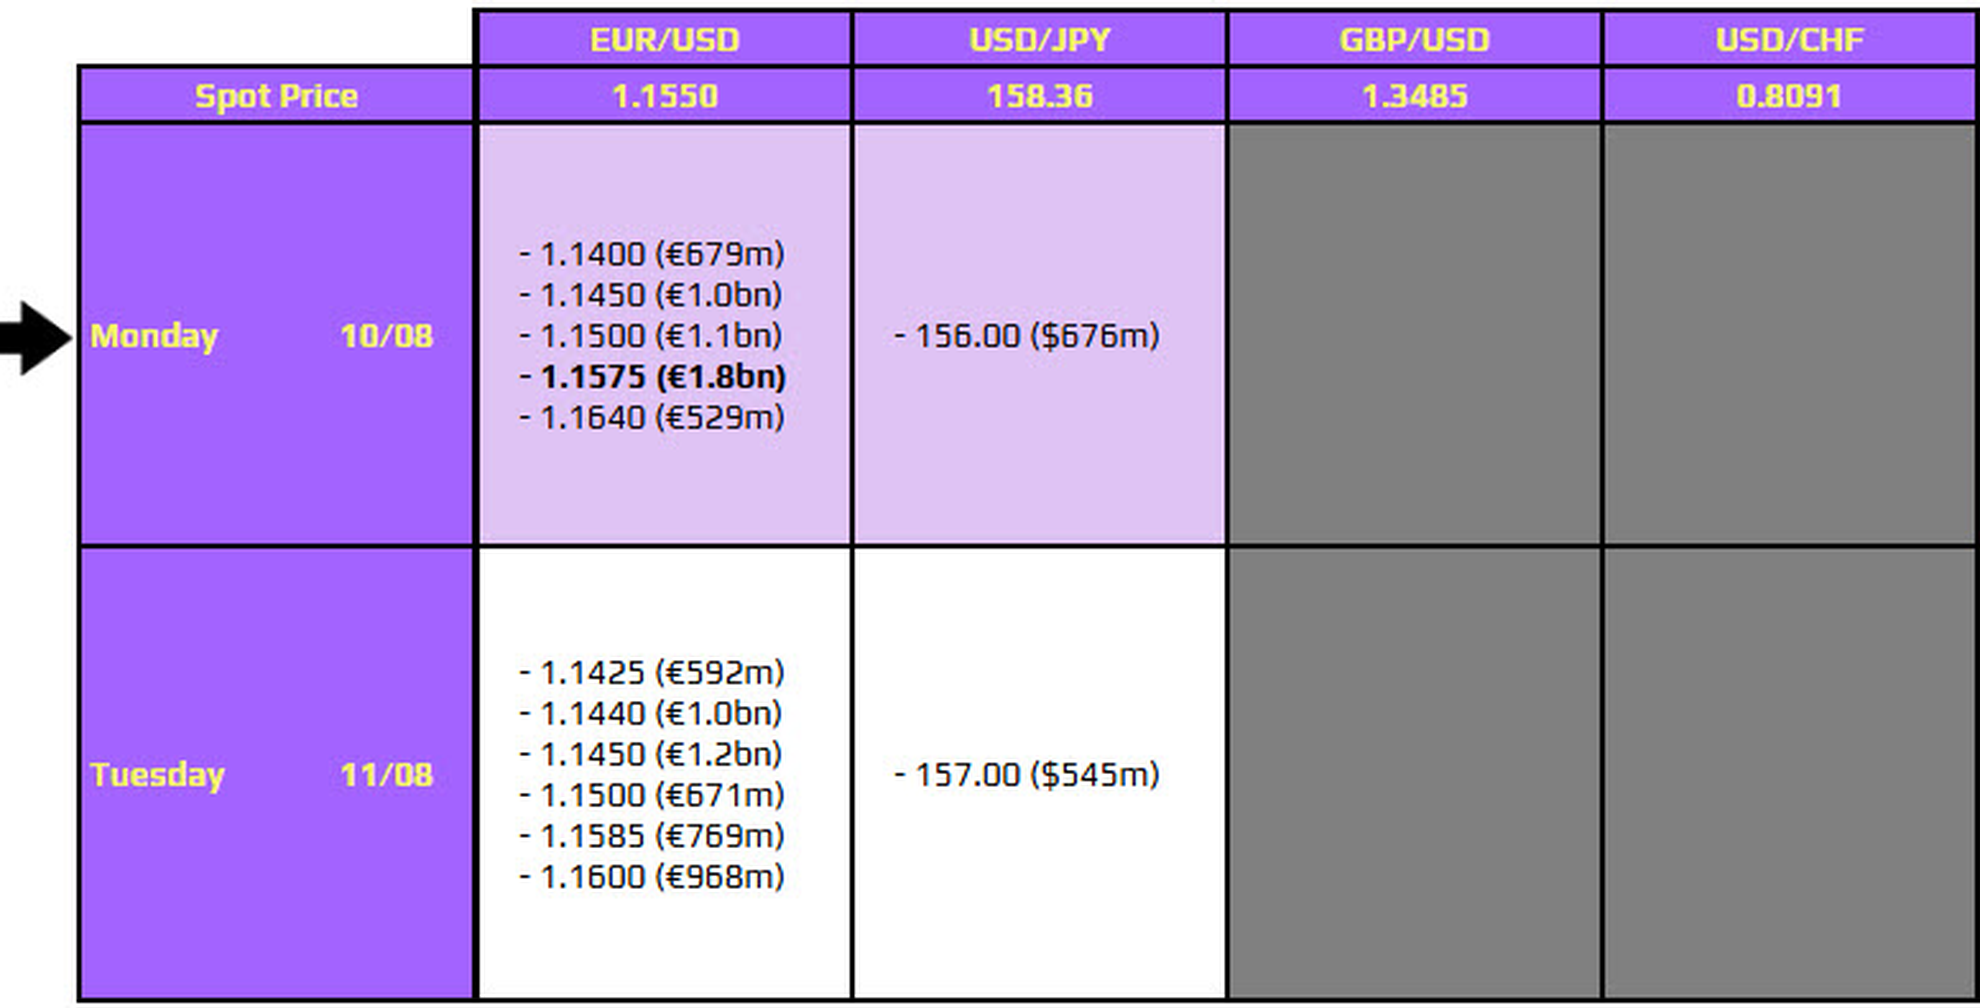 EUR/USD USD/JPY GBP/USD USD/CHF
Spot Price 1.1550 158.36 1.3485 0.8091
Monday 10/08
- 1.1400 (€679m)
- 1.1450 (€1.0bn)
- 1.1500 (€1.1bn)
- 1.1575 (€1.8bn)
- 1.1640 (€529m)
- 156.00 ($676m)
Tuesday 11/08
- 1.1425 (€592m)
- 1.1440 (€1.0bn)
- 1.1450 (€1.2bn)
- 1.1500 (€671m)
- 1.1585 (€769m)
- 1.1600 (€968m)
- 157.00 ($545m)